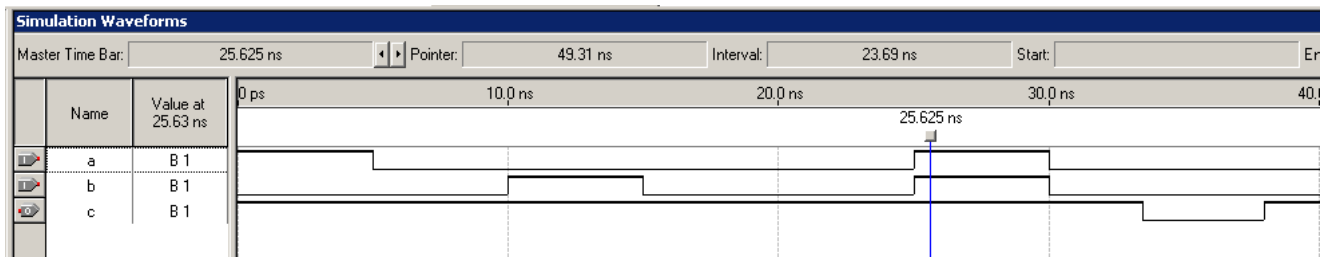 Simulation Waveforms
Master Time Bar: 25.625 ns Pointer: 49.31 ns Interval: 23.69 ns Start: En
Name Value at 25.63 ns
0 ps 10.0 ns 20.0 ns 30.0 ns 40.
25.625 ns
a B 1
b B 1
c B 1